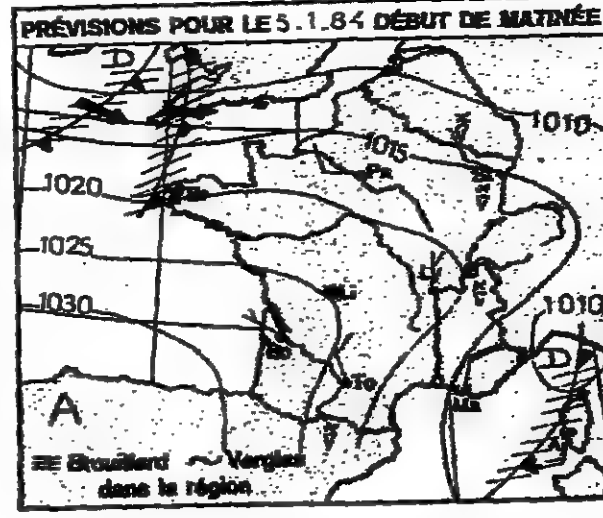 PRÉVISIONS POUR LE 5.1.84 DÉBUT DE MATINÉE
D
1010
1015
Pa
1020
1025
1030
1010
D
Bo
To
Ma
A
Brouillard Verglas
dans la région